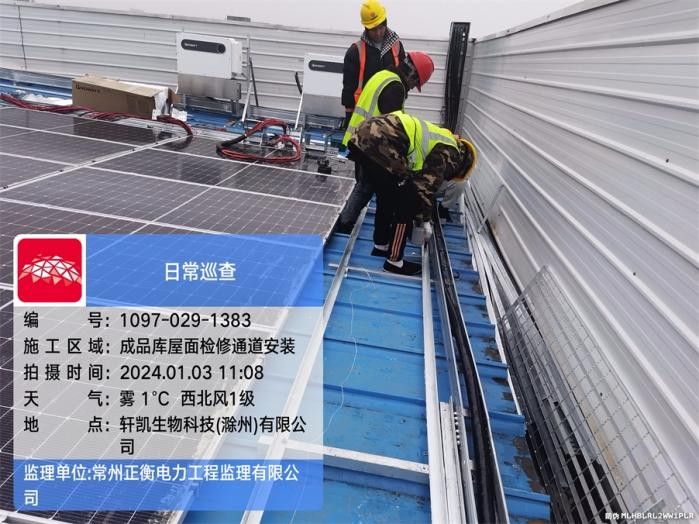 日常巡查
编 号：1097-029-1383
施工区域：成品库屋面检修通道安装
拍摄时间：2024.01.03 11:08
天 气：雾 1℃ 西北风1级
地 点：轩凯生物科技(滁州)有限公
司
监理单位:常州正衡电力工程监理有限公
司
防伪 MLHBLRL2WW1PLR